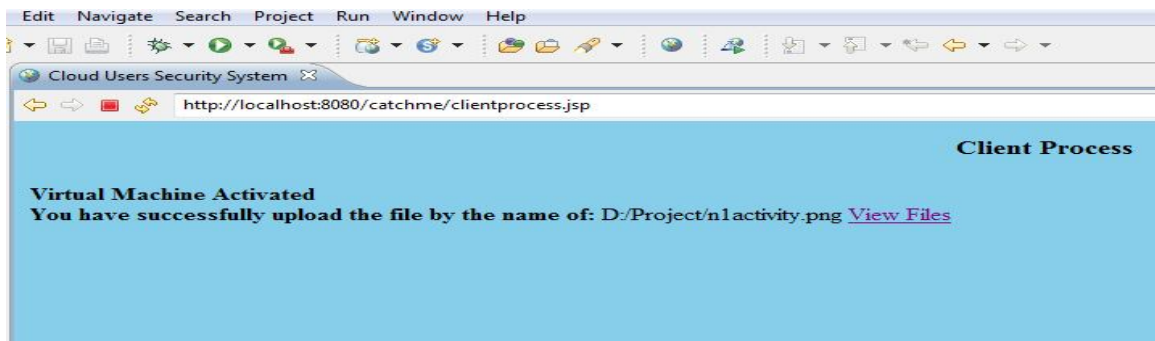 Edit Navigate Search Project Run Window Help
Cloud Users Security System
http://localhost:8080/catchme/clientprocess.jsp
Client Process
Virtual Machine Activated
You have successfully upload the file by the name of: D:/Project/n1activity.png View Files